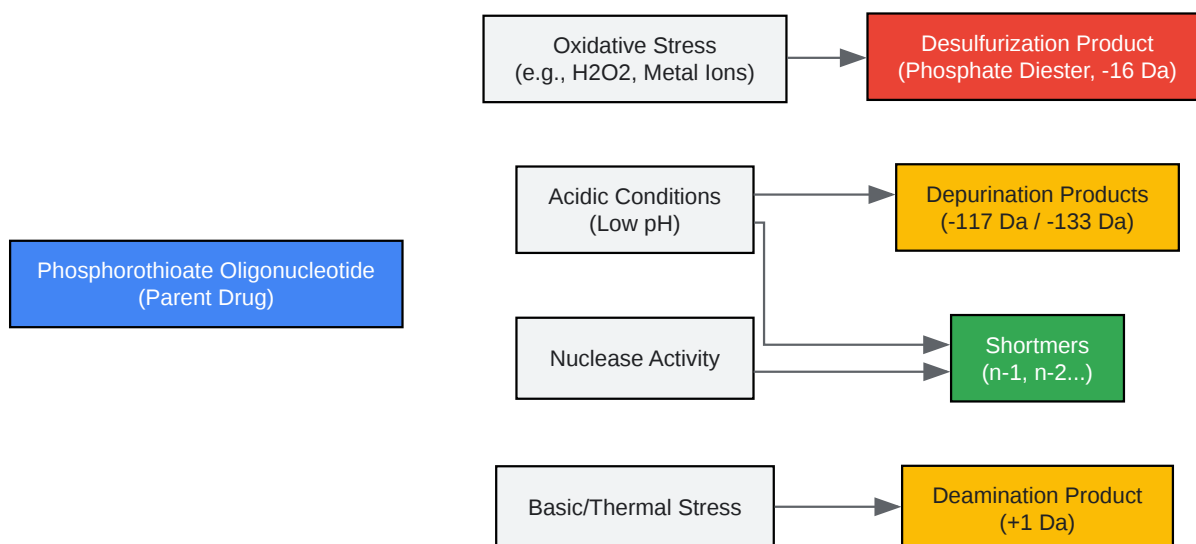 Oxidative Stress
(e.g., H2O2, Metal Ions)
Desulfurization Product
(Phosphate Diester, -16 Da)
Acidic Conditions
(Low pH)
Depurination Products
(-117 Da / -133 Da)
Phosphorothioate Oligonucleotide
(Parent Drug)
Nuclease Activity
Shortmers
(n-1, n-2...)
Basic/Thermal Stress
Deamination Product
(+1 Da)